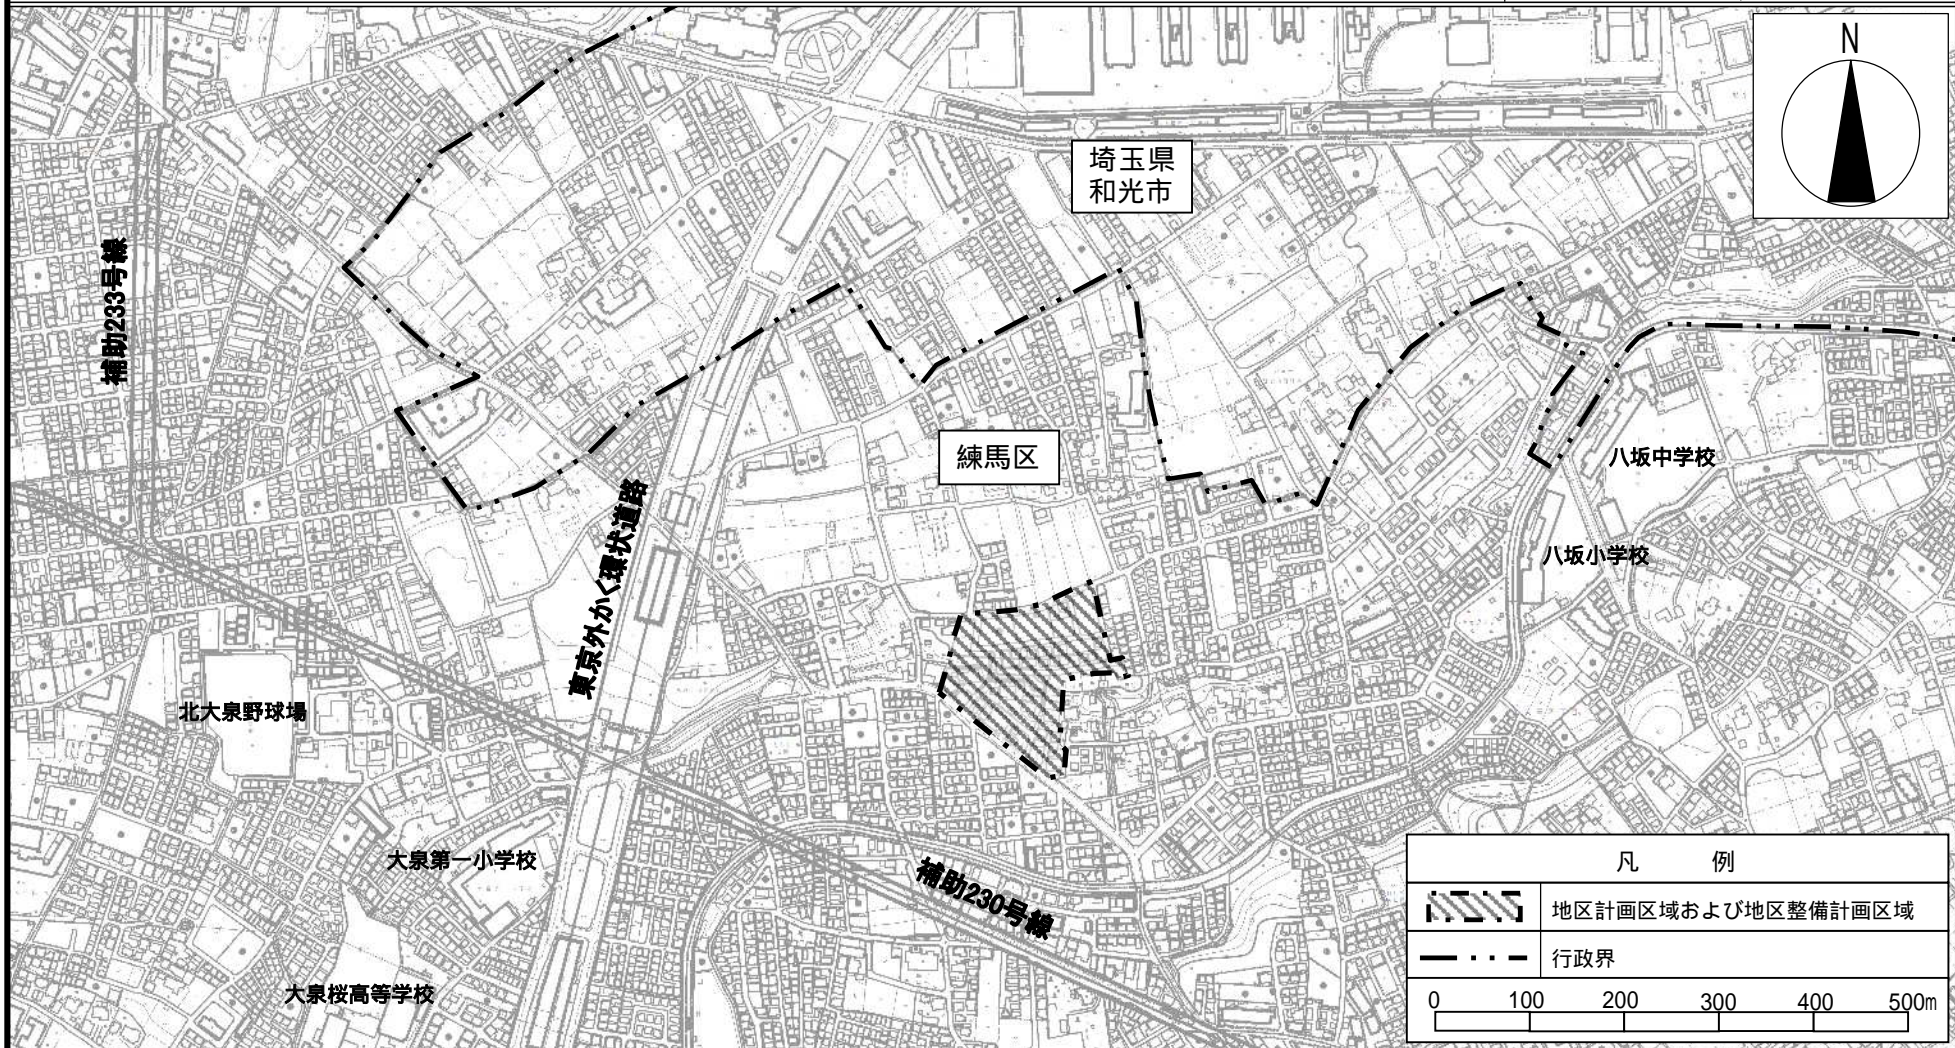 N
埼玉県
和光市
補助233号線
練馬区
八坂中学校
東京外かく環状道路
八坂小学校
北大泉野球場
大泉第一小学校
補助230号線
大泉桜高等学校
凡 例
地区計画区域および地区整備計画区域
行政界
0 100 200 300 400 500m